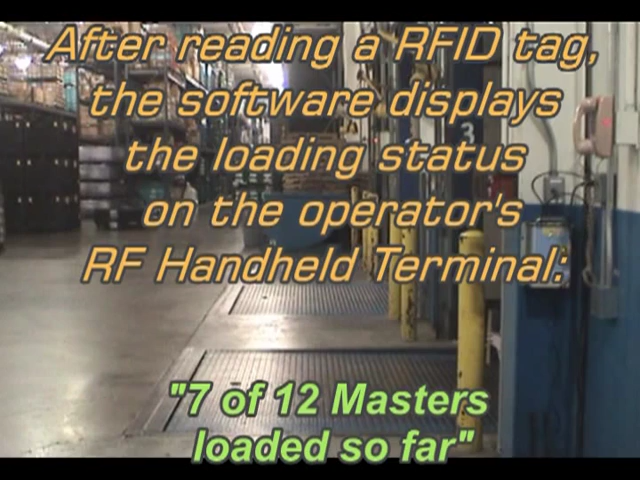 After reading a RFID tag,
the software displays
the loading status
on the operator's
RF Handheld Terminal:
3
"7 of 12 Masters
loaded so far"